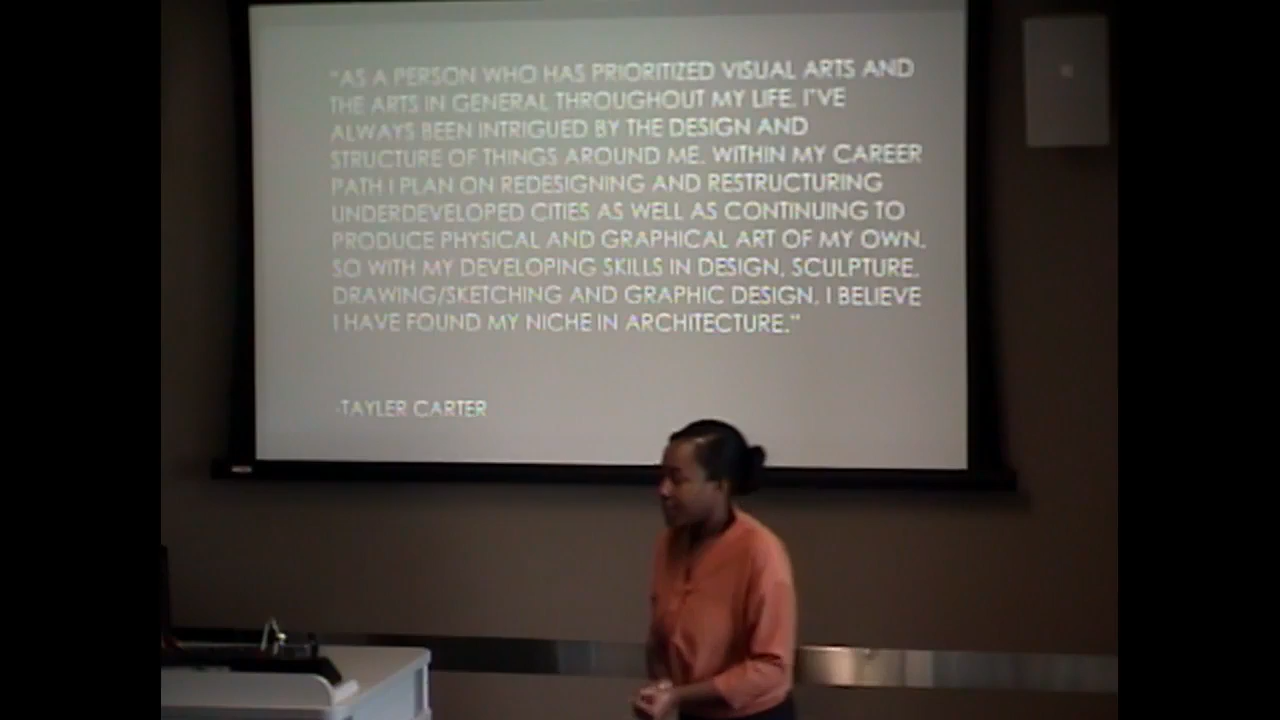 "AS A PERSON WHO HAS PRIORITIZED VISUAL ARTS AND
THE ARTS IN GENERAL THROUGHOUT MY LIFE, I'VE
ALWAYS BEEN INTRIGUED BY THE DESIGN AND
STRUCTURE OF THINGS AROUND ME. WITHIN MY CAREER
PATH I PLAN ON REDESIGNING AND RESTRUCTURING
UNDERDEVELOPED CITIES AS WELL AS CONTINUING TO
PRODUCE PHYSICAL AND GRAPHICAL ART OF MY OWN.
SO WITH MY DEVELOPING SKILLS IN DESIGN, SCULPTURE,
DRAWING/SKETCHING AND GRAPHIC DESIGN, I BELIEVE
I HAVE FOUND MY NICHE IN ARCHITECTURE."
-TAYLER CARTER